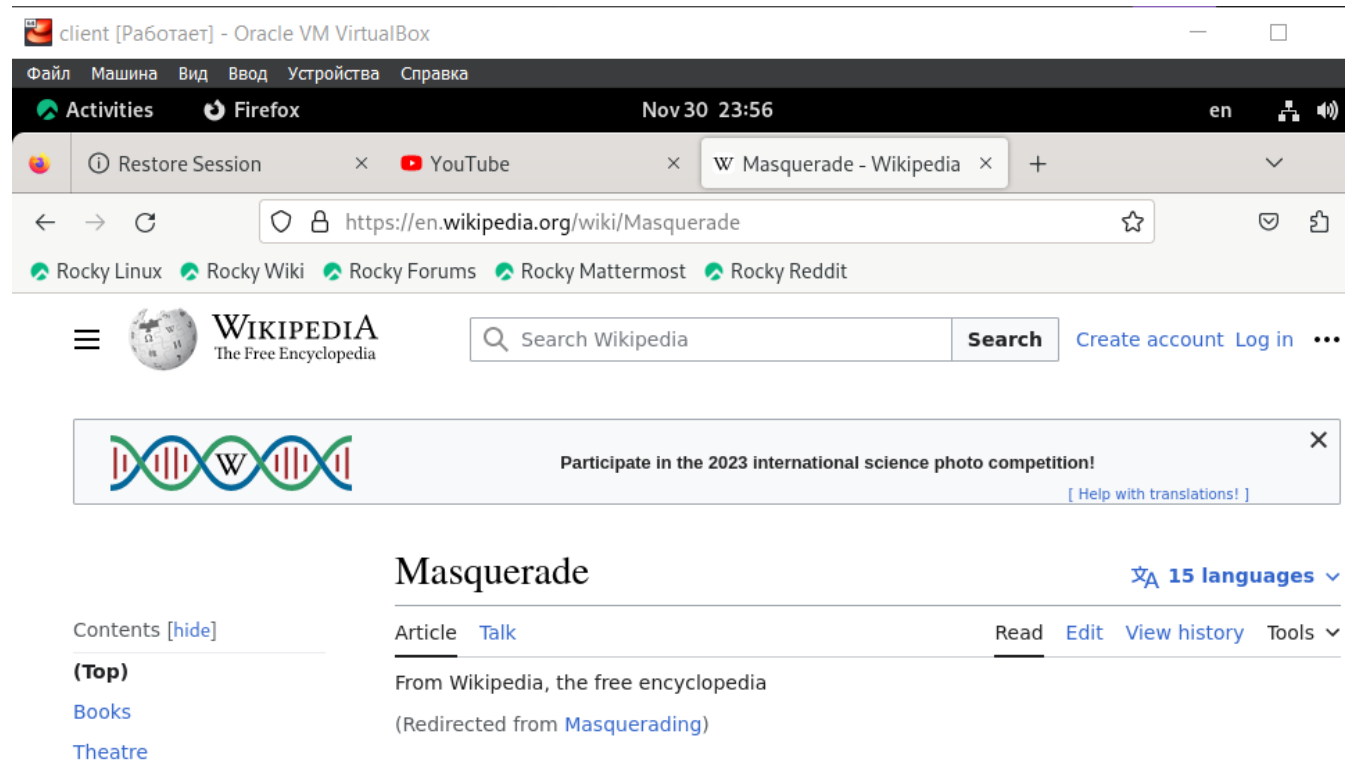 client [Работает] - Oracle VM VirtualBox
Файл Машина Вид Ввод Устройства Справка
Activities Firefox Nov 30 23:56 en
Restore Session YouTube W Masquerade - Wikipedia
https://en.wikipedia.org/wiki/Masquerade
Rocky Linux Rocky Wiki Rocky Forums Rocky Mattermost Rocky Reddit
WIKIPEDIA
The Free Encyclopedia
Search Wikipedia Search Create account Log in
W
Participate in the 2023 international science photo competition!
[ Help with translations! ]
Masquerade 15 languages
Contents [hide] Article Talk Read Edit View history Tools
(Top)
From Wikipedia, the free encyclopedia
Books
(Redirected from Masquerading)
Theatre